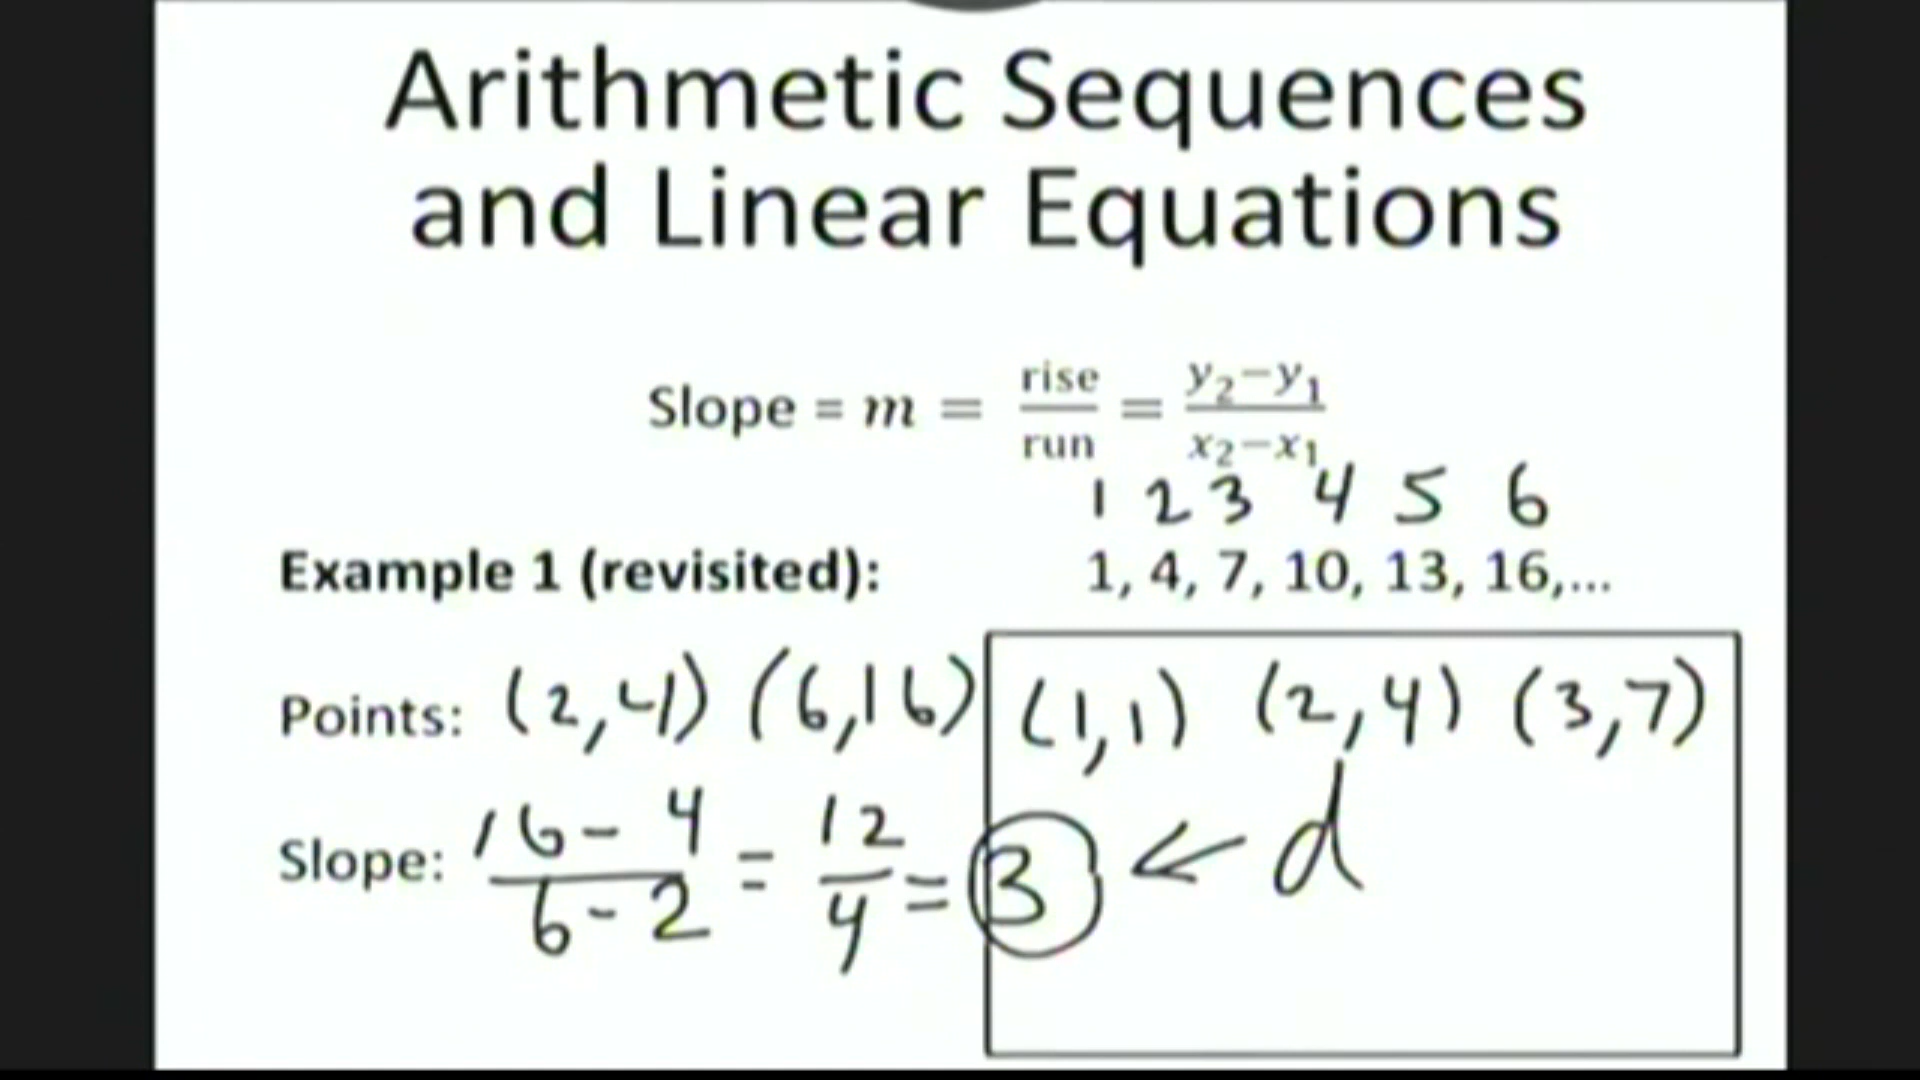 Arithmetic Sequences
and Linear Equations
Slope = m = rise/run = y₂−y₁/x₂−x₁
1 2 3 4 5 6
Example 1 (revisited): 1, 4, 7, 10, 13, 16,...
Points: (2,4) (6,16) (1,1) (2,4) (3,7)
Slope: 16-4/6-2 = 12/4 = 3 ← d